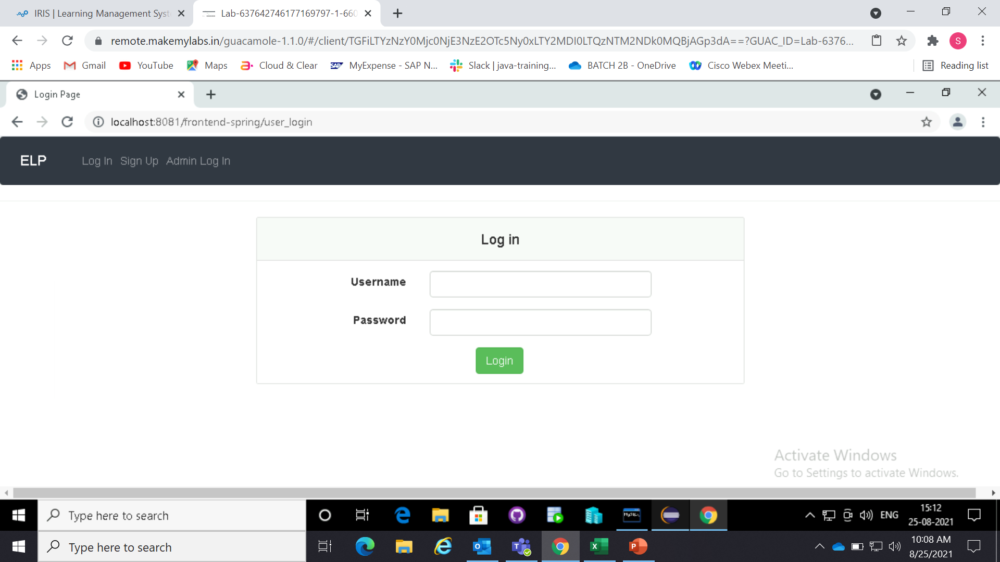 IRIS | Learning Management Syst
Lab-637642746177169797-1-660
remote.makemylabs.in/guacamole-1.1.0/#/client/TGFiLTYzNzY0Mjc0NjE3NzE2OTc5Ny0xLTY2MDI0LTQzNTM2NDk0MQBjAGp3dA==?GUAC_ID=Lab-6376...
S
Apps
Gmail
YouTube
Maps
Cloud & Clear
SAP
MyExpense - SAP N...
Slack | java-training...
BATCH 2B - OneDrive
Cisco Webex Meeti...
Reading list
Login Page
localhost:8081/frontend-spring/user_login
ELP
Log In
Sign Up
Admin Log In
Log in
Username
Password
Login
Activate Windows
Go to Settings to activate Windows.
Type here to search
MySQL
ENG
15:12
25-08-2021
Type here to search
10:08 AM
8/25/2021